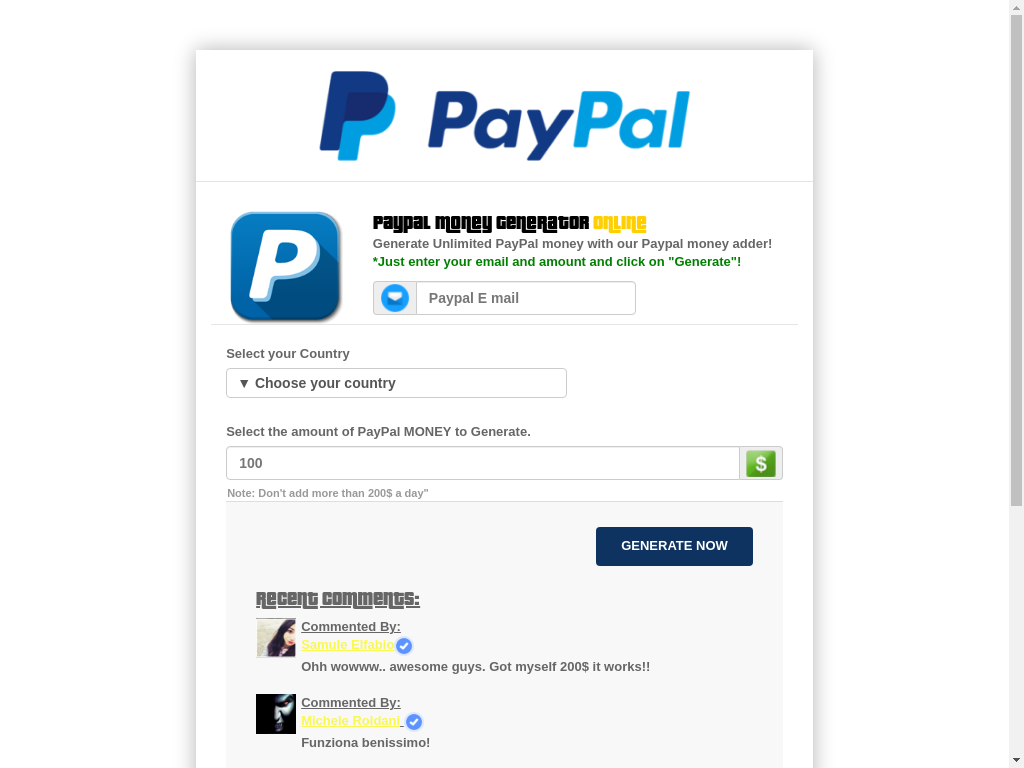 PayPal
Paypal Money Generator Online
Generate Unlimited PayPal money with our Paypal money adder!
*Just enter your email and amount and click on "Generate"!
Paypal E mail
Select your Country
▼ Choose your country
Select the amount of PayPal MONEY to Generate.
100
$
Note: Don't add more than 200$ a day"
GENERATE NOW
Recent Comments:
Commented By:
Samule Elfablo
Ohh wowww.. awesome guys. Got myself 200$ it works!!
Commented By:
Michele Roldani
Funziona benissimo!